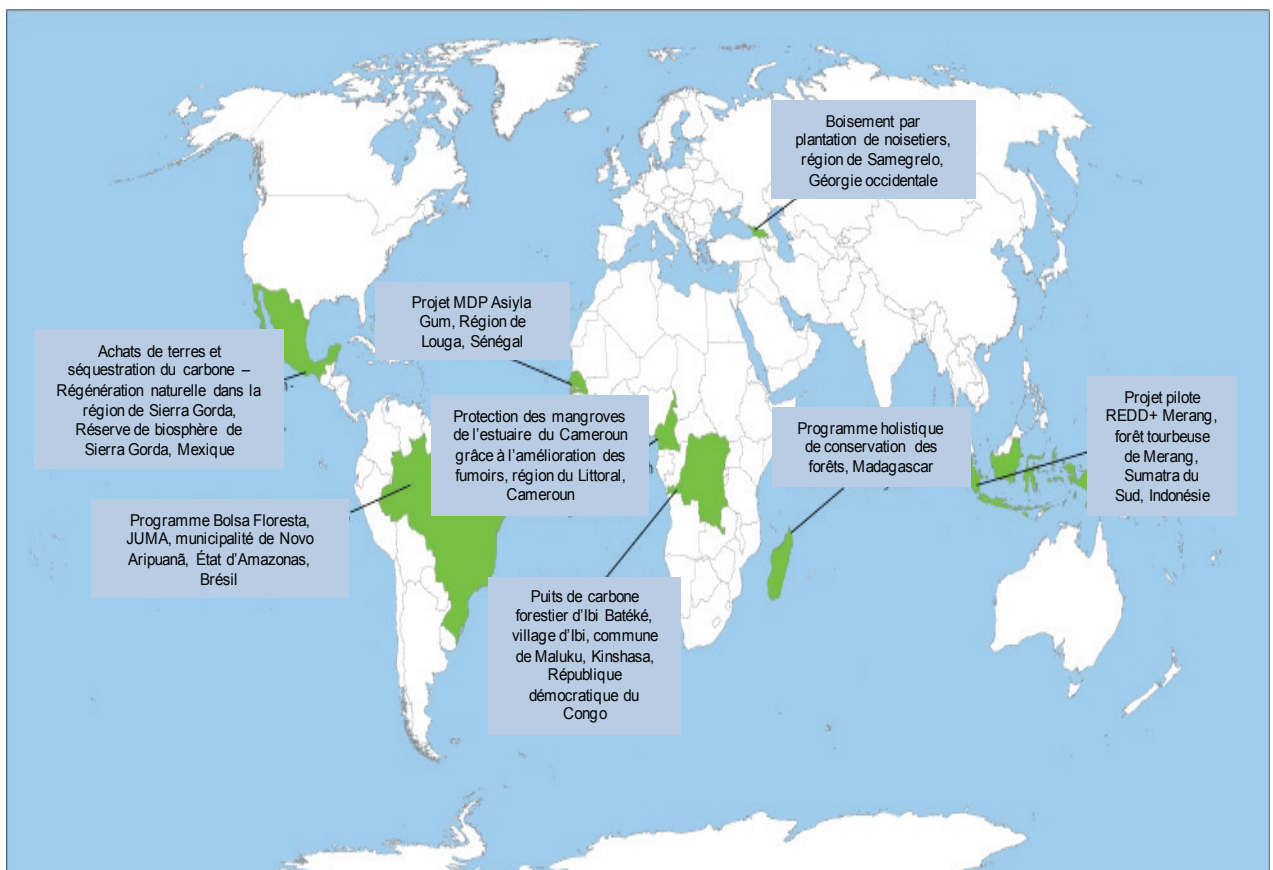 Boisement par
plantation de noisetiers,
région de Samegrelo,
Géorgie occidentale
Projet MDP Asiyla
Gum, Région de
Louga, Sénégal
Achats de terres et
séquestration du carbone –
Régénération naturelle dans la
région de Sierra Gorda,
Réserve de biosphère de
Sierra Gorda, Mexique
Protection des mangroves
de l'estuaire du Cameroun
grâce à l'amélioration des
fumoirs, région du Littoral,
Cameroun
Programme holistique
de conservation des
forêts, Madagascar
Projet pilote
REDD+ Merang,
forêt tourbeuse
de Merang,
Sumatra du
Sud, Indonésie
Programme Bolsa Floresta,
JUMA, municipalité de Novo
Aripuanã, État d'Amazonas,
Brésil
Puits de carbone
forestier d'Ibi Batéké,
village d'Ibi, commune
de Maluku, Kinshasa,
République
démocratique du
Congo